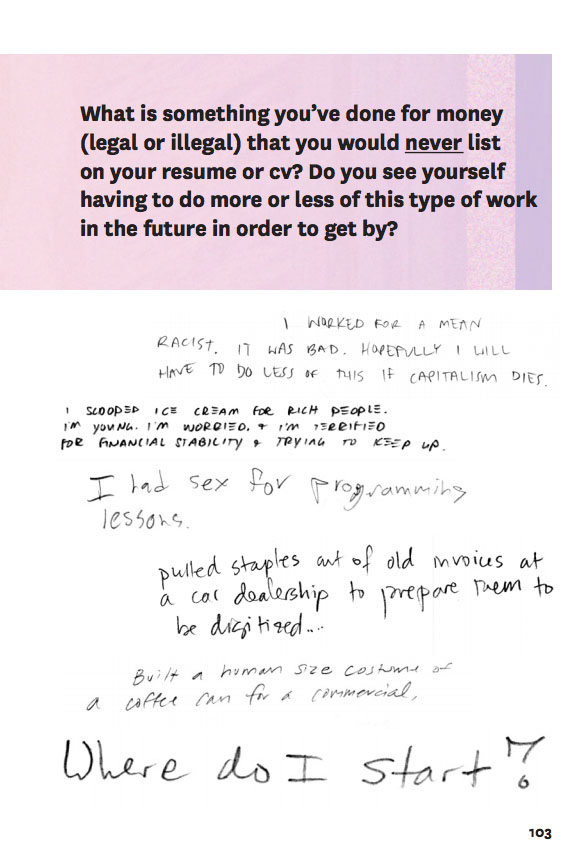 What is something you’ve done for money
(legal or illegal) that you would never list
on your resume or cv? Do you see yourself
having to do more or less of this type of work
in the future in order to get by?
I WORKED FOR A MEAN
RACIST. IT WAS BAD. HOPEFULLY I WILL
HAVE TO DO LESS OF THIS IF CAPITALISM DIES.
I SCOOPED ICE CREAM FOR RICH PEOPLE.
I'M YOUNG. I'M WORRIED. & I'M TERRIFIED
FOR FINANCIAL STABILITY & TRYING TO KEEP UP.
I had sex for programming
lessons.
pulled staples out of old invoices at
a car dealership to prepare them to
be digitized...
Built a human size costume of
a coffee can for a commercial,
Where do I start?
103